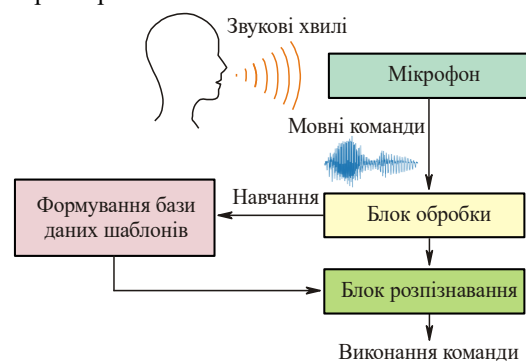 Звукові хвилі
Мікрофон
Мовні команди
Навчання
Формування бази
даних шаблонів
Блок обробки
Блок розпізнавання
Виконання команди